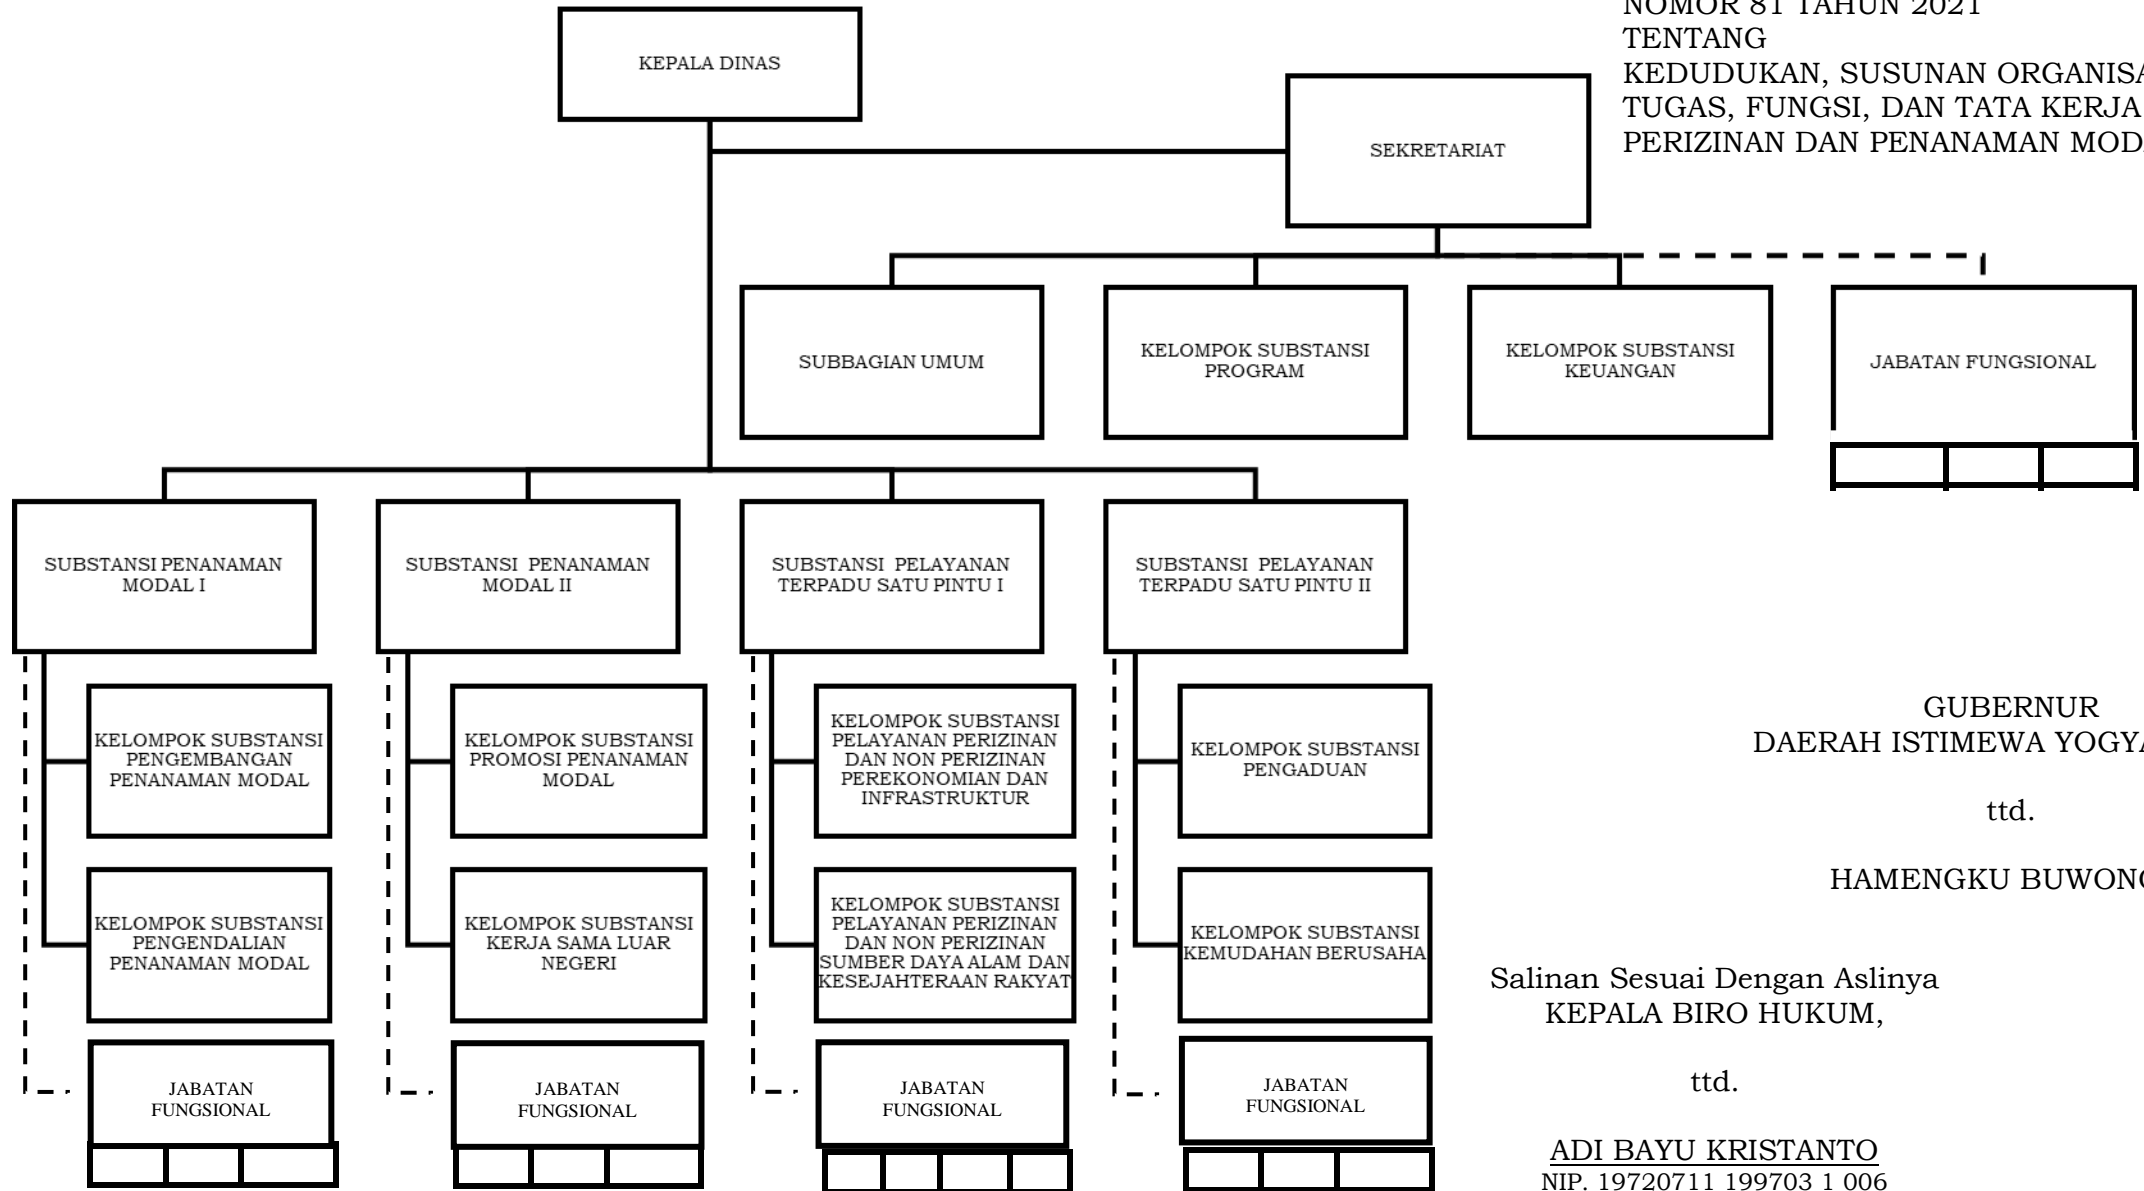 NOMOR 81 TAHUN 2021
TENTANG
KEDUDUKAN, SUSUNAN ORGANISA
TUGAS, FUNGSI, DAN TATA KERJA
PERIZINAN DAN PENANAMAN MODA
KEPALA DINAS
SEKRETARIAT
SUBBAGIAN UMUM
KELOMPOK SUBSTANSI
PROGRAM
KELOMPOK SUBSTANSI
KEUANGAN
JABATAN FUNGSIONAL
SUBSTANSI PENANAMAN
MODAL I
SUBSTANSI PENANAMAN
MODAL II
SUBSTANSI PELAYANAN
TERPADU SATU PINTU I
SUBSTANSI PELAYANAN
TERPADU SATU PINTU II
KELOMPOK SUBSTANSI
PENGEMBANGAN
PENANAMAN MODAL
KELOMPOK SUBSTANSI
PROMOSI PENANAMAN
MODAL
KELOMPOK SUBSTANSI
PELAYANAN PERIZINAN
DAN NON PERIZINAN
PEREKONOMIAN DAN
INFRASTRUKTUR
KELOMPOK SUBSTANSI
PENGADUAN
KELOMPOK SUBSTANSI
PENGENDALIAN
PENANAMAN MODAL
KELOMPOK SUBSTANSI
KERJA SAMA LUAR
NEGERI
KELOMPOK SUBSTANSI
PELAYANAN PERIZINAN
DAN NON PERIZINAN
SUMBER DAYA ALAM DAN
KESEJAHTERAAN RAKYAT
KELOMPOK SUBSTANSI
KEMUDAHAN BERUSAHA
JABATAN
FUNGSIONAL
JABATAN
FUNGSIONAL
JABATAN
FUNGSIONAL
JABATAN
FUNGSIONAL
GUBERNUR
DAERAH ISTIMEWA YOGYA
ttd.
HAMENGKU BUWONO
Salinan Sesuai Dengan Aslinya
KEPALA BIRO HUKUM,
ttd.
ADI BAYU KRISTANTO
NIP. 19720711 199703 1 006